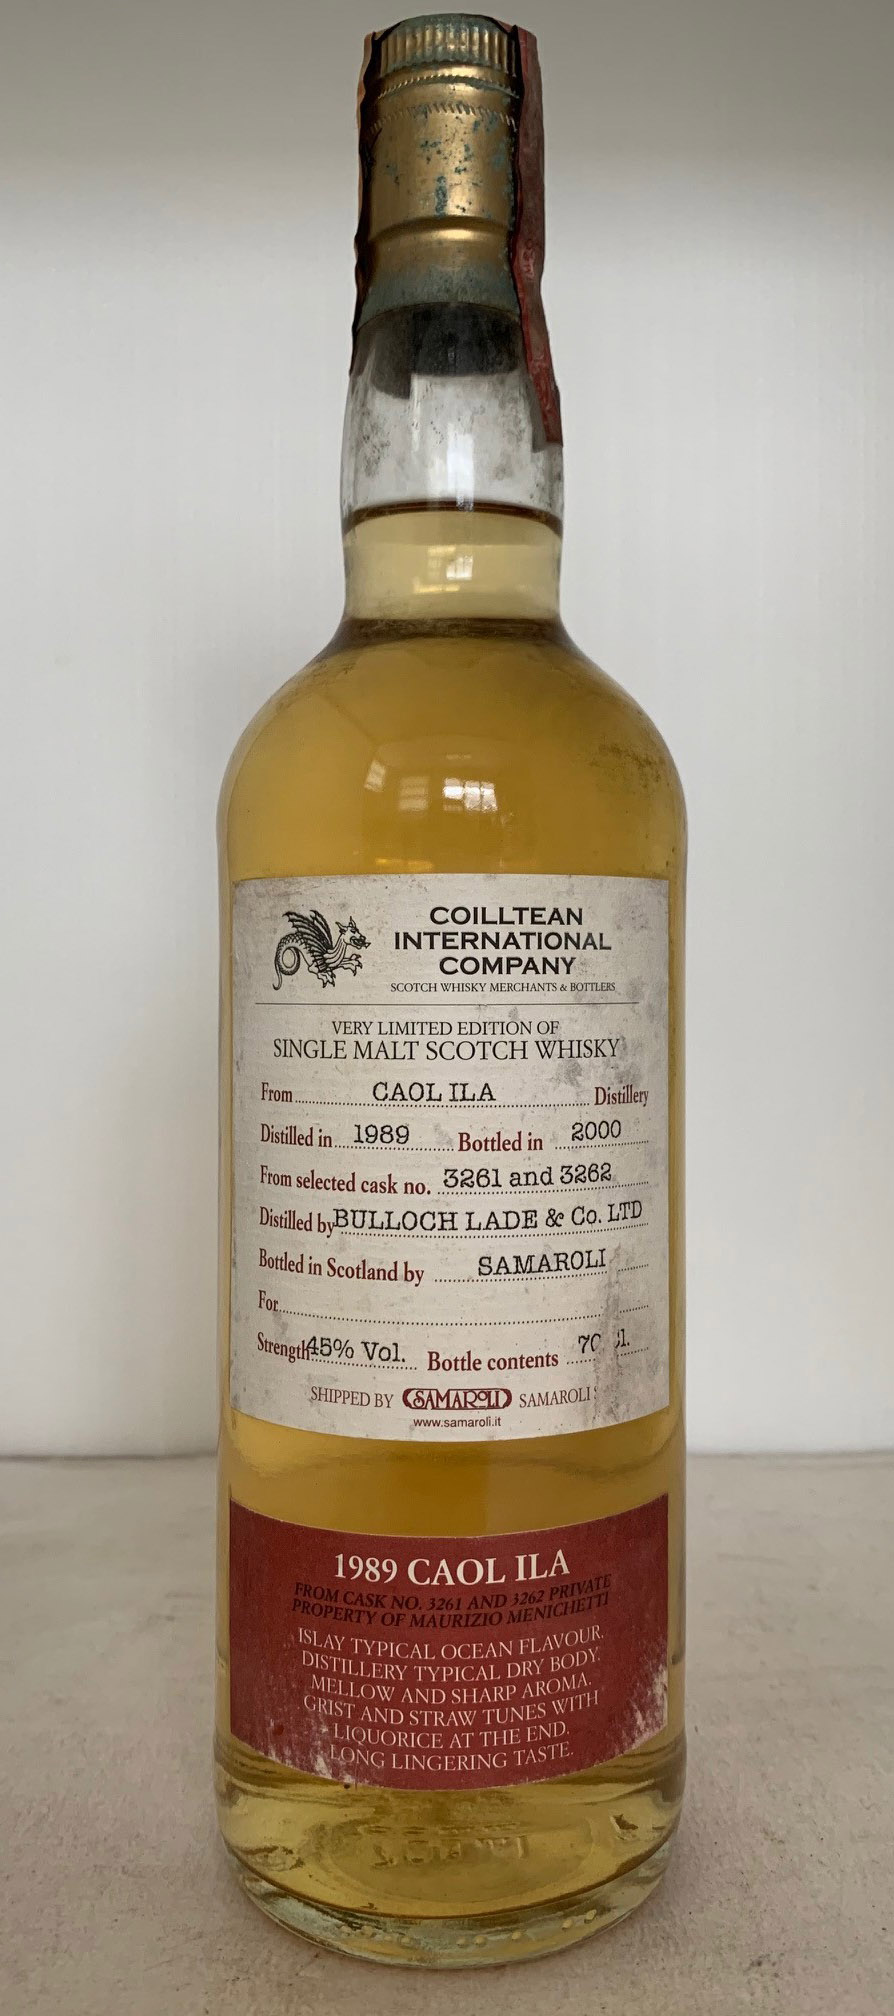 COILLTEAN
INTERNATIONAL
COMPANY
SCOTCH WHISKY MERCHANTS & BOTTLERS
VERY LIMITED EDITION OF
SINGLE MALT SCOTCH WHISKY
From CAOL ILA Distillery
Distilled in 1989 Bottled in 2000
From selected cask no. 3261 and 3262
Distilled by BULLOCH LADE & Co. LTD
Bottled in Scotland by SAMAROLI
For
Strength 45% Vol. Bottle contents
SHIPPED BY SAMAROLI SAMAROLI
www.samaroli.it
1989 CAOL ILA
FROM CASK NO. 3261 AND 3262 PRIVATE
PROPERTY OF MAURIZIO MENICHETTI
ISLAY TYPICAL OCEAN FLAVOUR.
DISTILLERY TYPICAL DRY BODY.
MELLOW AND SHARP AROMA.
GRIST AND STRAW TUNES WITH
LIQUORICE AT THE END.
LONG LINGERING TASTE.